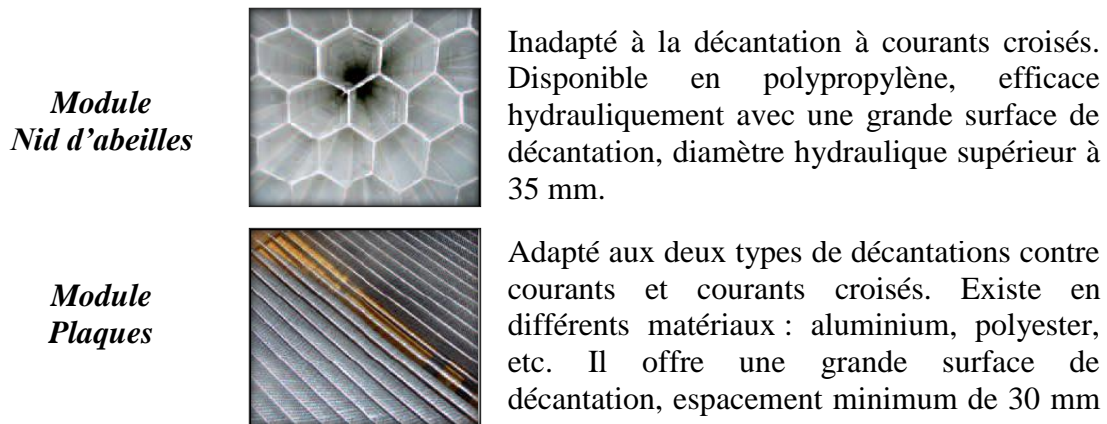 Module
Nid d'abeilles
Inadapté à la décantation à courants croisés.
Disponible en polypropylène, efficace
hydrauliquement avec une grande surface de
décantation, diamètre hydraulique supérieur à
35 mm.
Module
Plaques
Adapté aux deux types de décantations contre
courants et courants croisés. Existe en
différents matériaux : aluminium, polyester,
etc. Il offre une grande surface de
décantation, espacement minimum de 30 mm